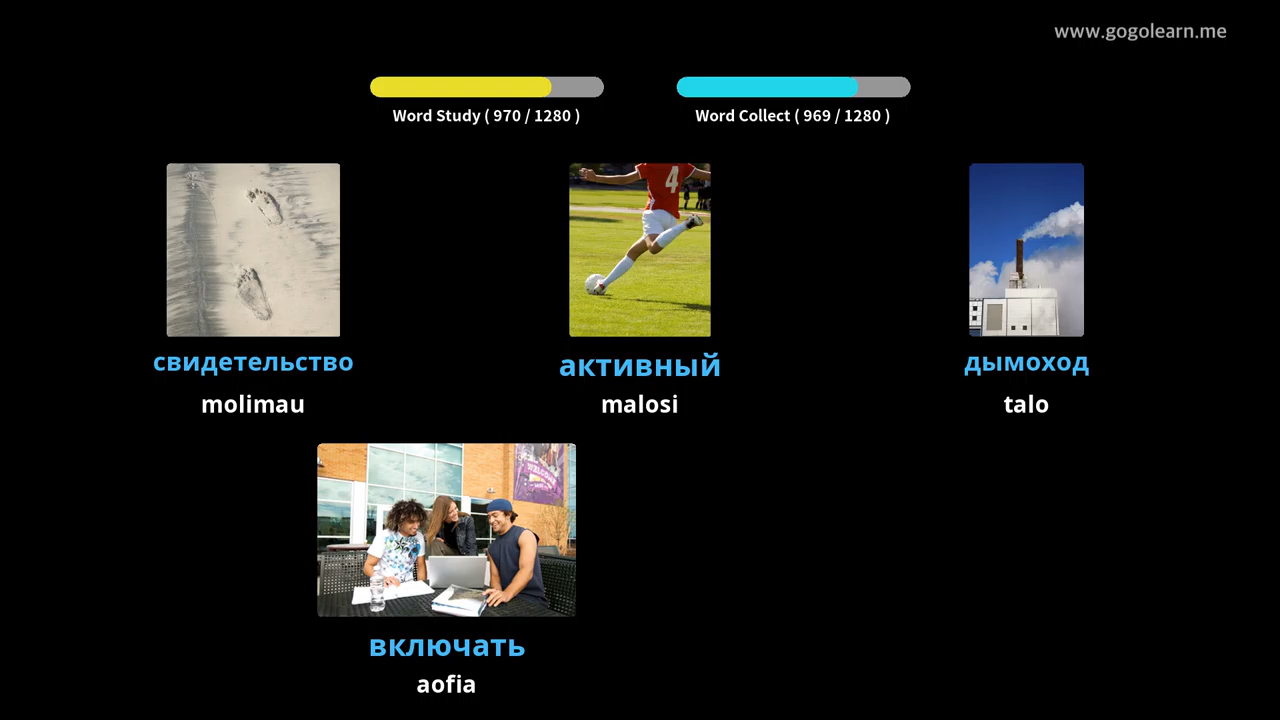 www.gogolearn.me
Word Study ( 970 / 1280 )
Word Collect ( 969 / 1280 )
4
свидетельство
активный
дымоход
molimau
malosi
talo
включать
aofia